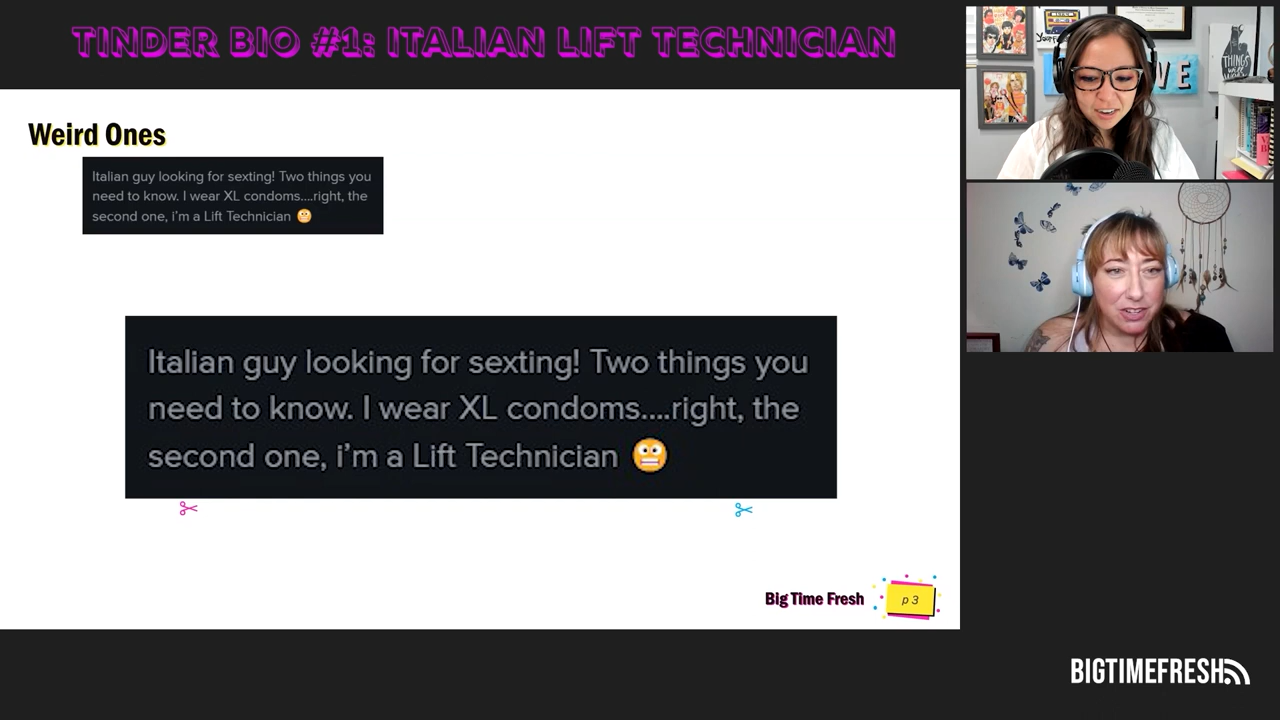 TINDER BIO #1: ITALIAN LIFT TECHNICIAN
Weird Ones
Italian guy looking for sexting! Two things you
need to know. I wear XL condoms....right, the
second one, i'm a Lift Technician 😬
Italian guy looking for sexting! Two things you
need to know. I wear XL condoms....right, the
second one, i'm a Lift Technician 😬
Big Time Fresh
p 3
THINGS
VE
BIGTIMEFRESH